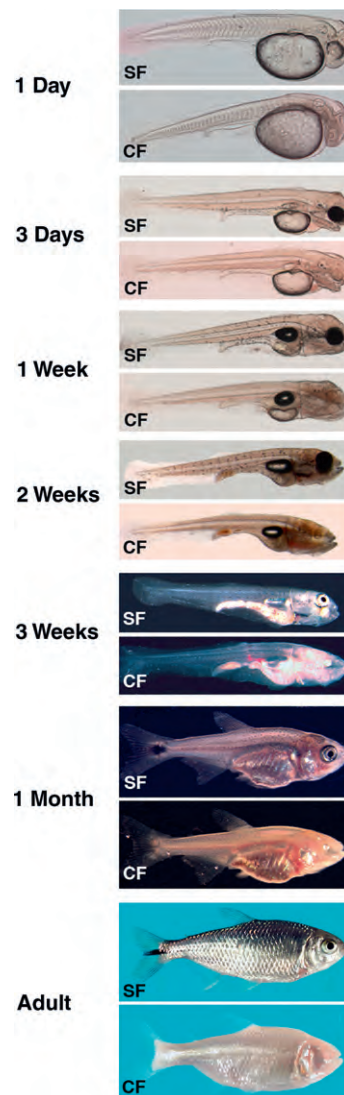 1 Day
SF
CF
3 Days
SF
CF
1 Week
SF
CF
2 Weeks
SF
CF
3 Weeks
SF
CF
1 Month
SF
CF
Adult
SF
CF